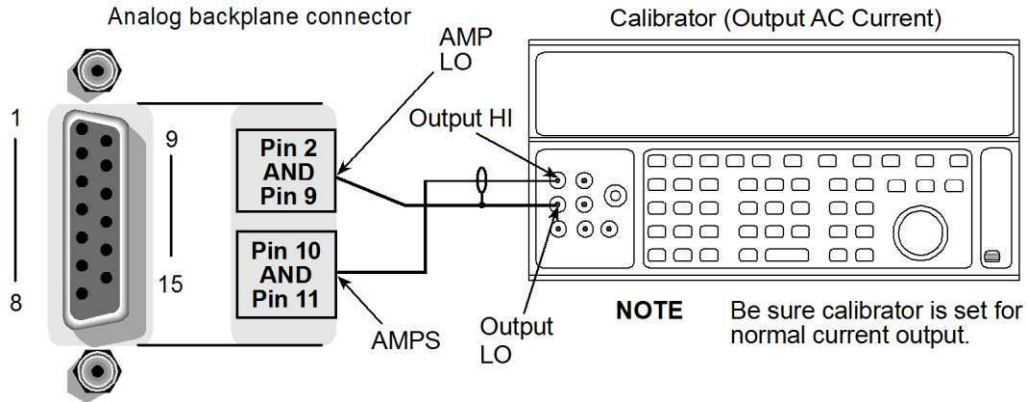 Analog backplane connector
Calibrator (Output AC Current)
AMP
LO
Output HI
1
8
9
15
Pin 2
AND
Pin 9
Pin 10
AND
Pin 11
AMPS
Output
LO
NOTE Be sure calibrator is set for
normal current output.